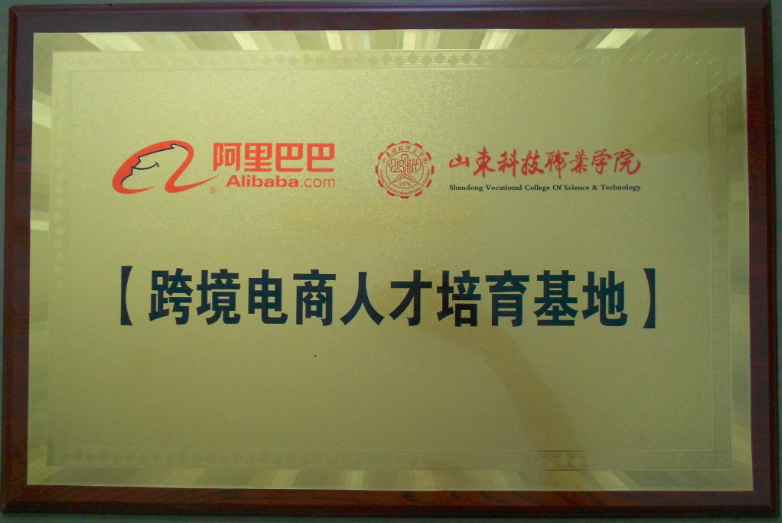 阿里巴巴
Alibaba.com
山东科技职业学院
Shandong Vocational College Of Science & Technology
【跨境电商人才培育基地】